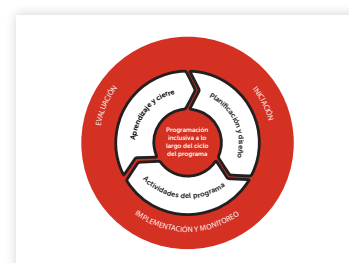 EVALUACIÓN
INICIACIÓN
Aprendizaje y cierre
Planificación y diseño
Programación
inclusiva a lo
largo del ciclo
del programa
Actividades del programa
IMPLEMENTACIÓN Y MONITOREO